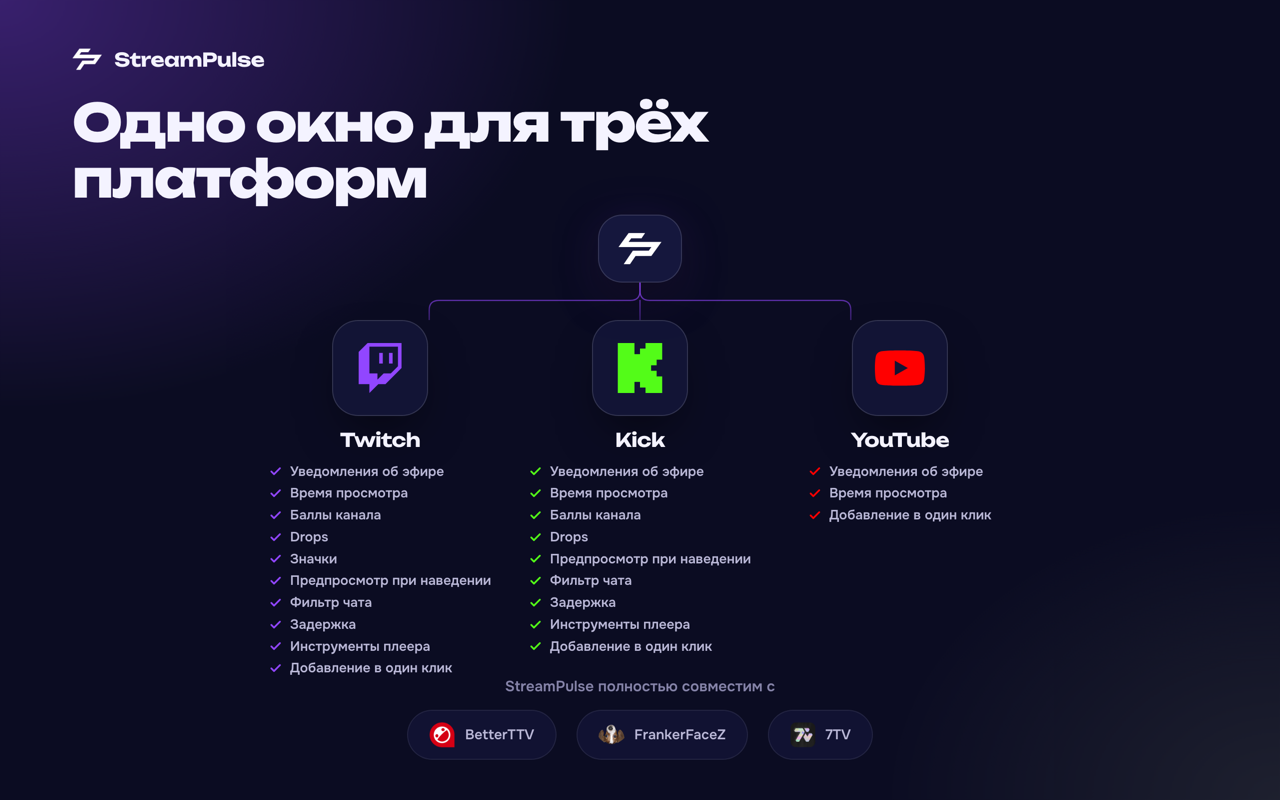 StreamPulse
Одно окно для трёх
платформ
Twitch
Уведомления об эфире
Время просмотра
Баллы канала
Drops
Значки
Предпросмотр при наведении
Фильтр чата
Задержка
Инструменты плеера
Добавление в один клик
Kick
Уведомления об эфире
Время просмотра
Баллы канала
Drops
Предпросмотр при наведении
Фильтр чата
Задержка
Инструменты плеера
Добавление в один клик
YouTube
Уведомления об эфире
Время просмотра
Добавление в один клик
StreamPulse полностью совместим с
BetterTTV
FrankerFaceZ
7TV